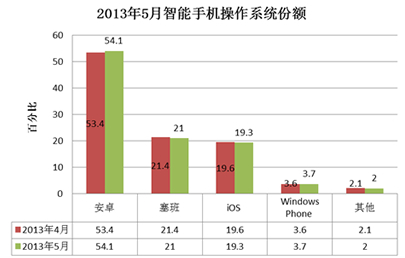 2013年5月智能手机操作系统份额
百分比
60
50
40
30
20
10
0
53.4
54.1
21.4
21
19.6
19.3
3.6
3.7
2.1
2
安卓
塞班
iOS
Windows
Phone
其他
2013年4月 53.4 21.4 19.6 3.6 2.1
2013年5月 54.1 21 19.3 3.7 2